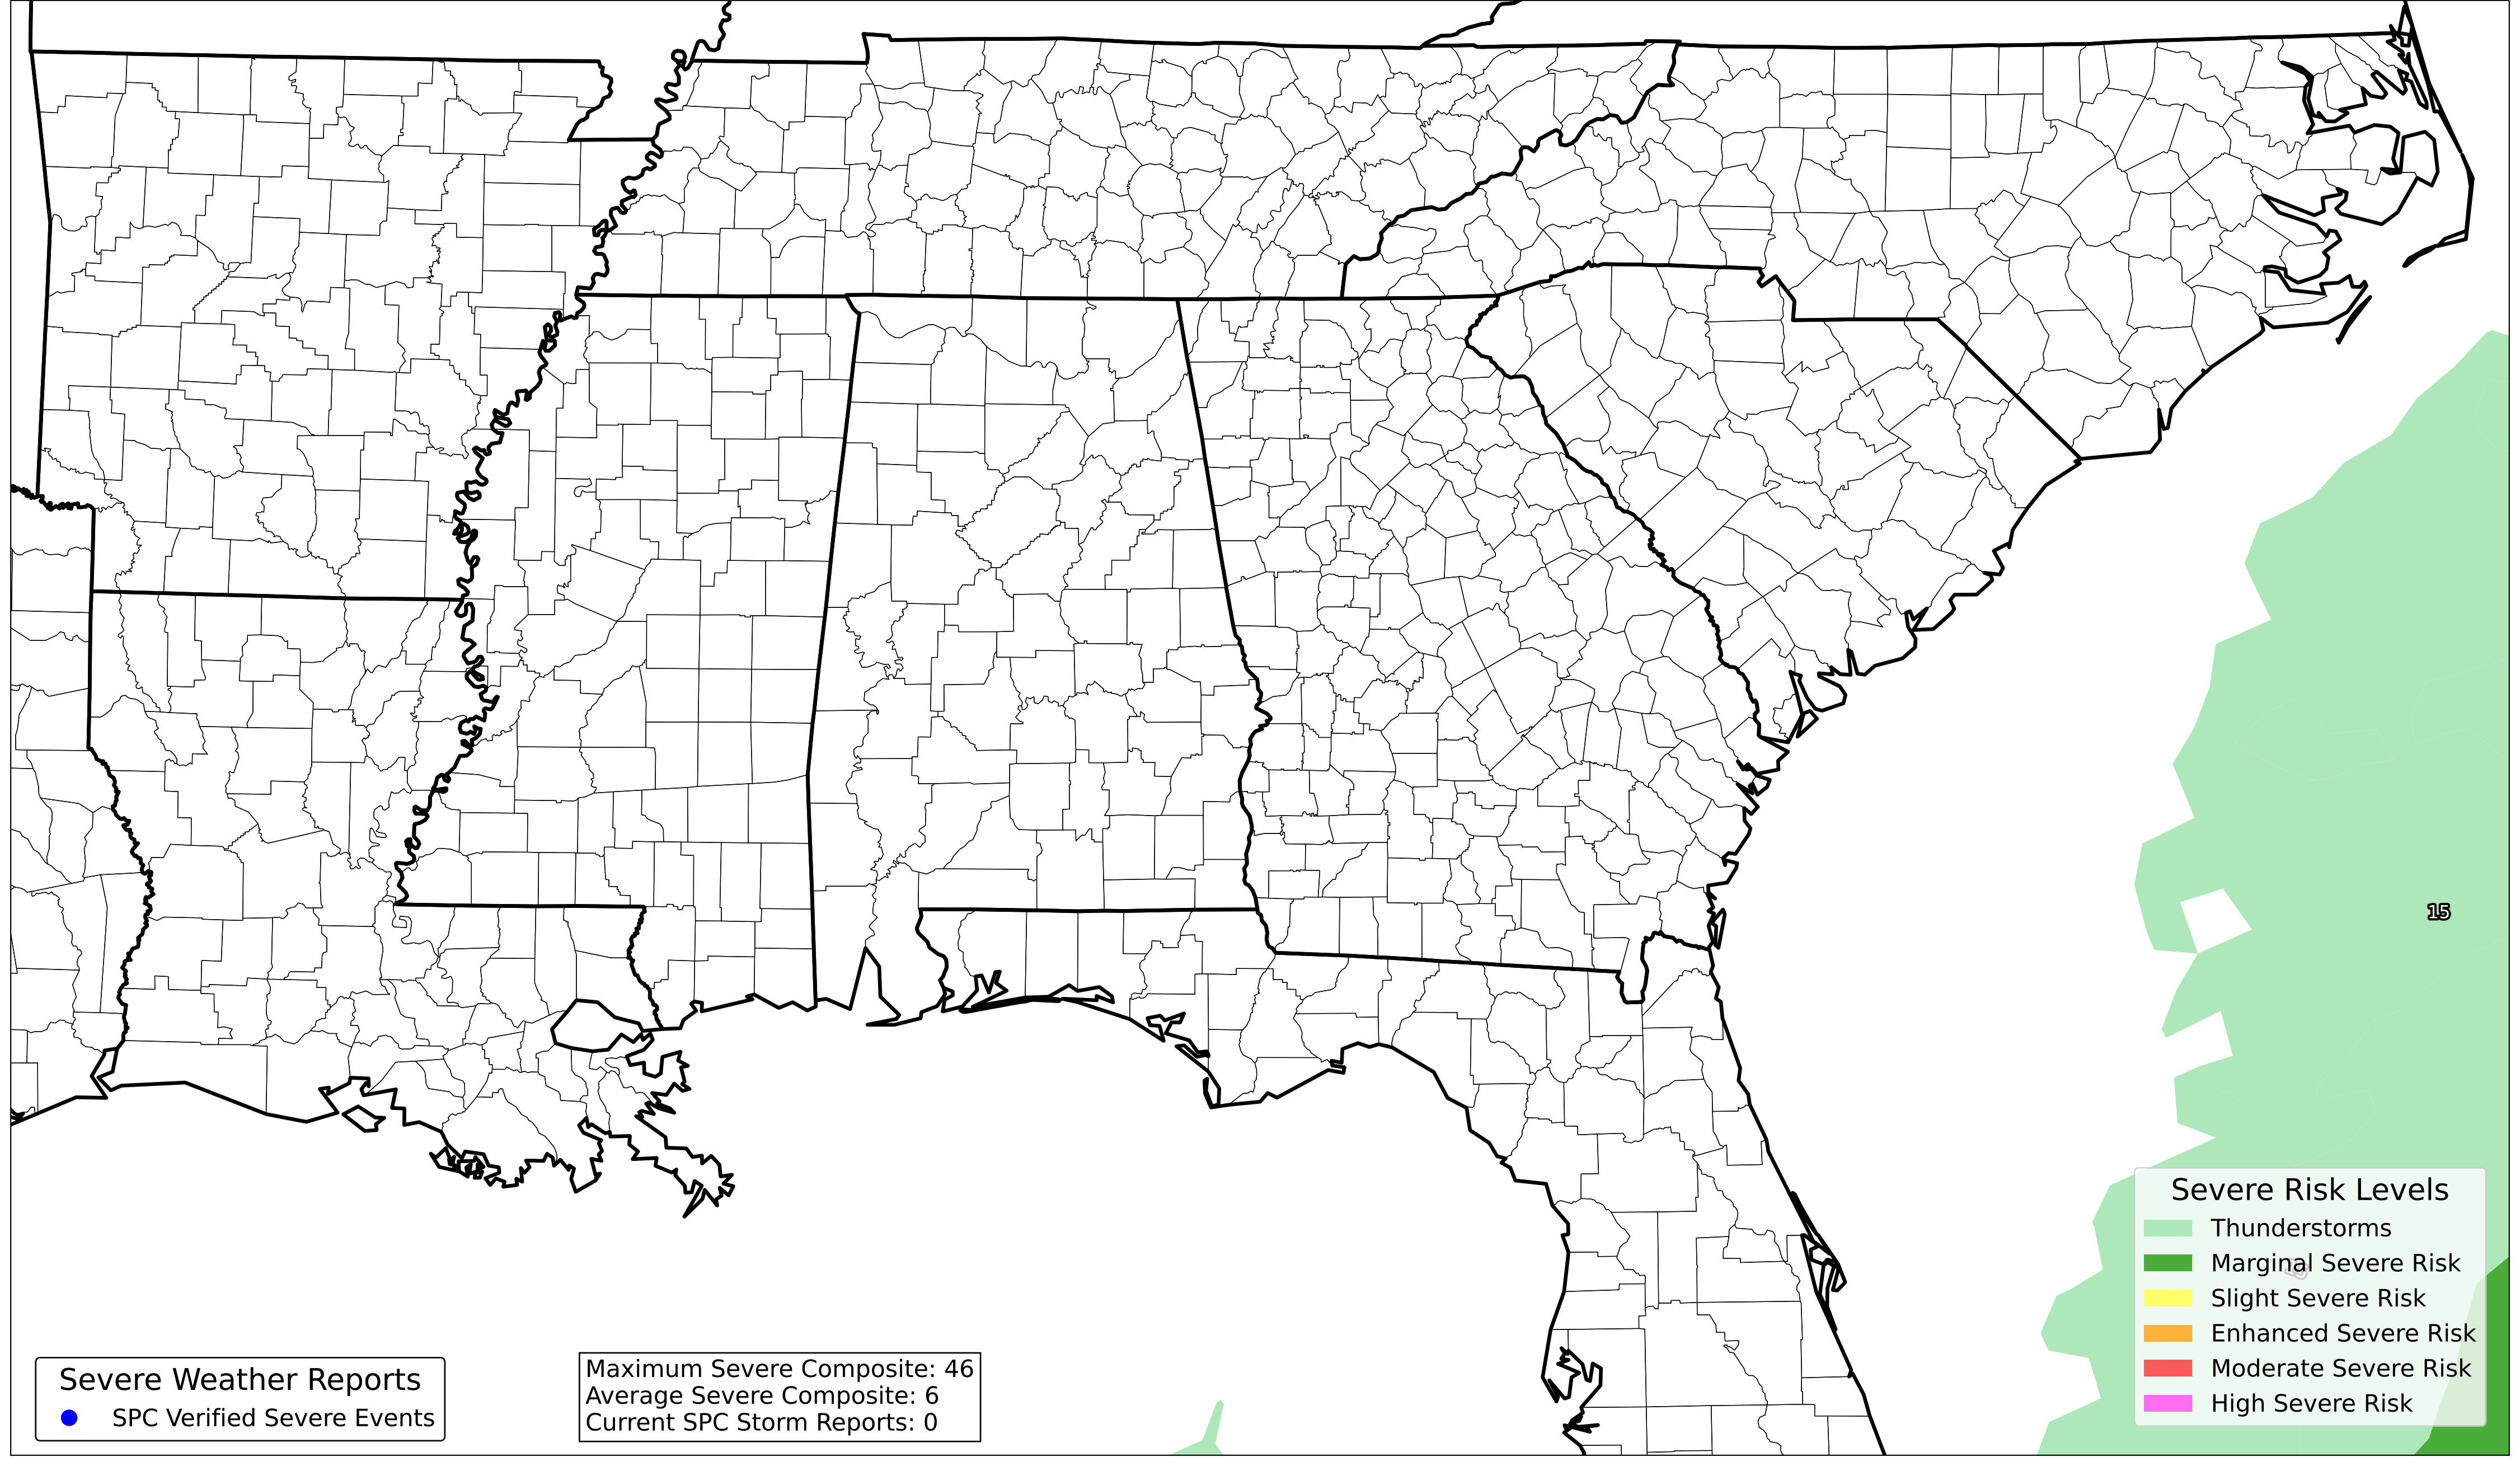 15
Severe Weather Reports
SPC Verified Severe Events
Maximum Severe Composite: 46
Average Severe Composite: 6
Current SPC Storm Reports: 0
Severe Risk Levels
Thunderstorms
Marginal Severe Risk
Slight Severe Risk
Enhanced Severe Risk
Moderate Severe Risk
High Severe Risk